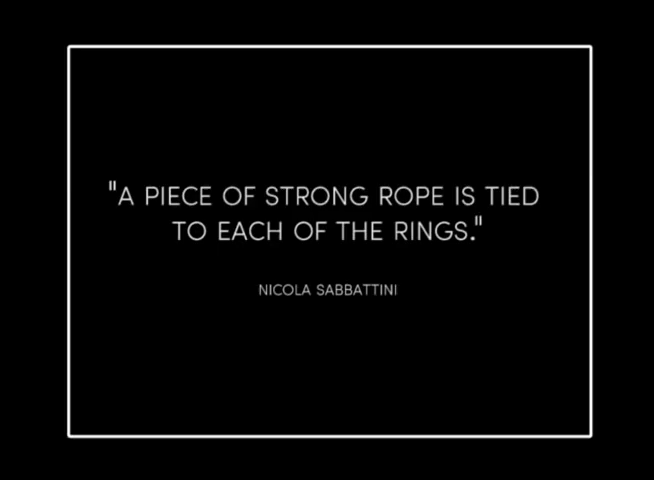 "A PIECE OF STRONG ROPE IS TIED
TO EACH OF THE RINGS."
NICOLA SABBATTINI